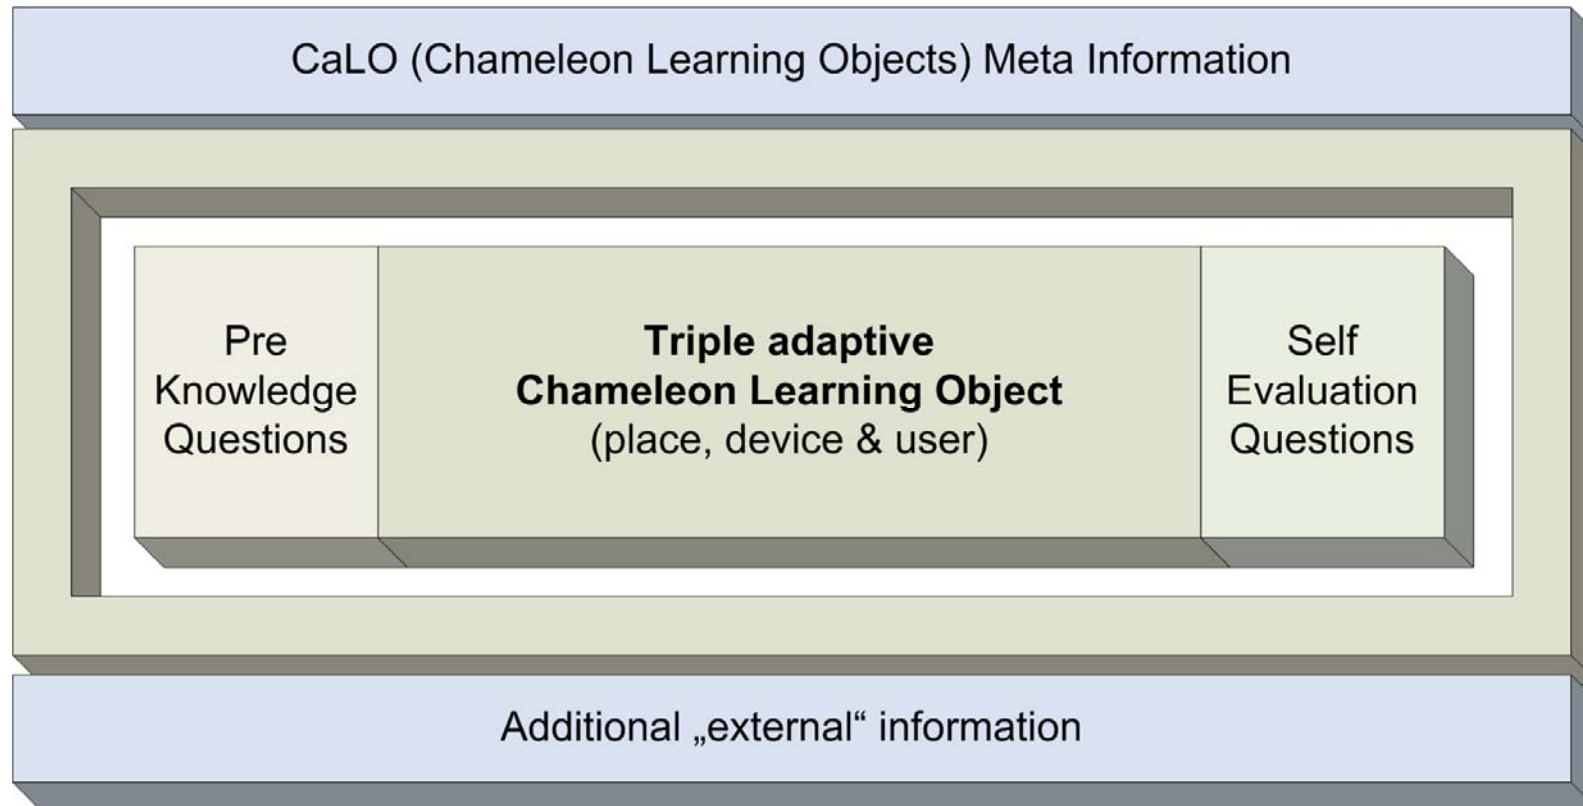 CaLO (Chameleon Learning Objects) Meta Information
Pre
Knowledge
Questions
Triple adaptive
Chameleon Learning Object
(place, device & user)
Self
Evaluation
Questions
Additional „external“ information